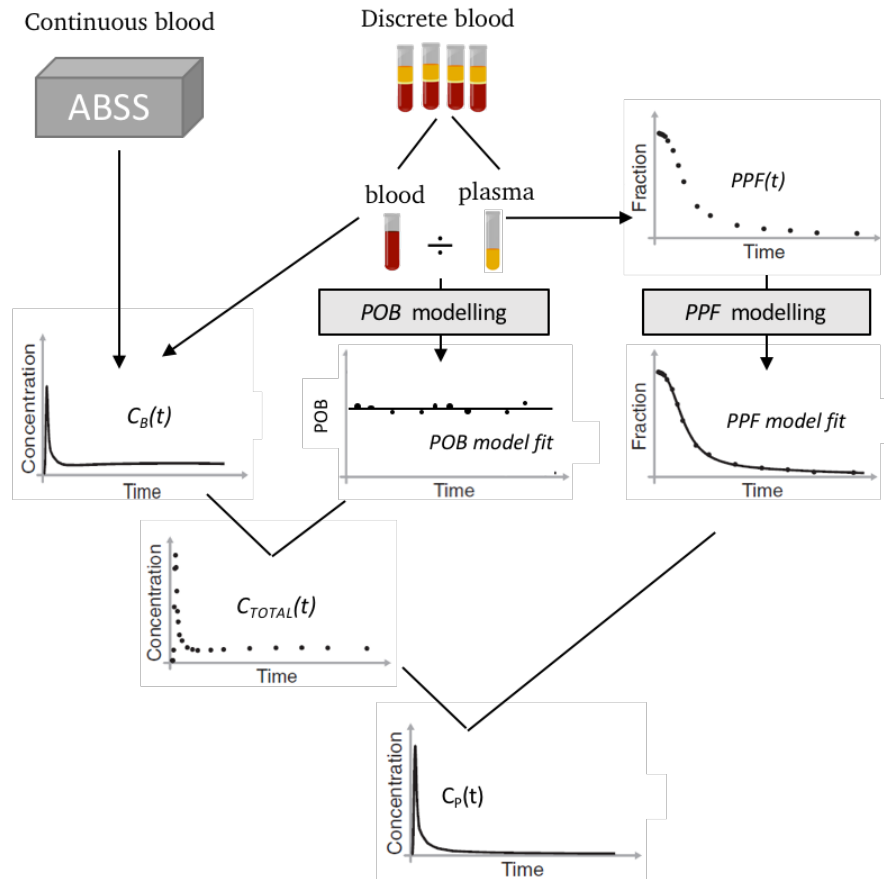 Continuous blood
Discrete blood
ABSS
blood
plasma
÷
Fraction
PPF(t)
Time
POB modelling
PPF modelling
Concentration
C_B(t)
Time
POB
POB model fit
Time
Fraction
PPF model fit
Time
Concentration
C_TOTAL(t)
Time
Concentration
C_P(t)
Time